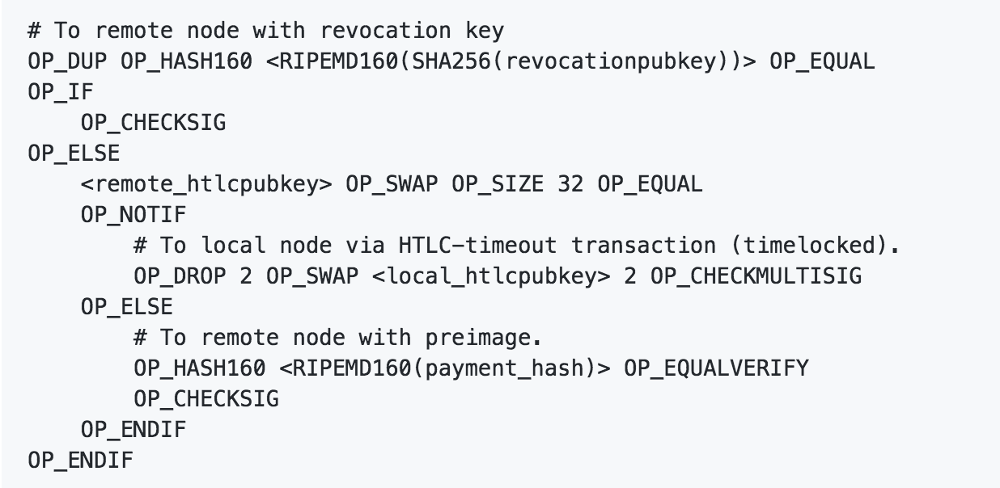 # To remote node with revocation key
OP_DUP OP_HASH160 <RIPEMD160(SHA256(revocationpubkey))> OP_EQUAL
OP_IF
    OP_CHECKSIG
OP_ELSE
    <remote_htlcpubkey> OP_SWAP OP_SIZE 32 OP_EQUAL
    OP_NOTIF
        # To local node via HTLC-timeout transaction (timelocked).
        OP_DROP 2 OP_SWAP <local_htlcpubkey> 2 OP_CHECKMULTISIG
    OP_ELSE
        # To remote node with preimage.
        OP_HASH160 <RIPEMD160(payment_hash)> OP_EQUALVERIFY
        OP_CHECKSIG
    OP_ENDIF
OP_ENDIF